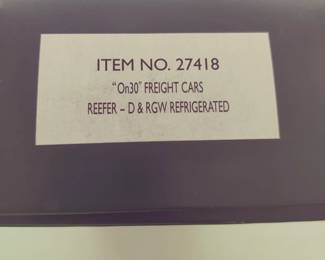 ITEM NO. 27418
"On30" FREIGHT CARS
REEFER – D & RGW REFRIGERATED